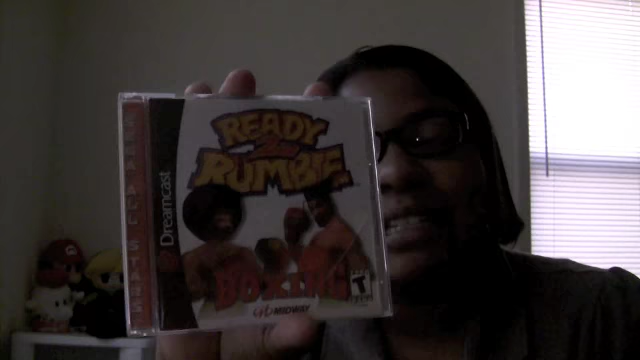 READY
2
RUMBLE
BOXING
MIDWAY
T
Dreamcast
SEGA ALL STARS